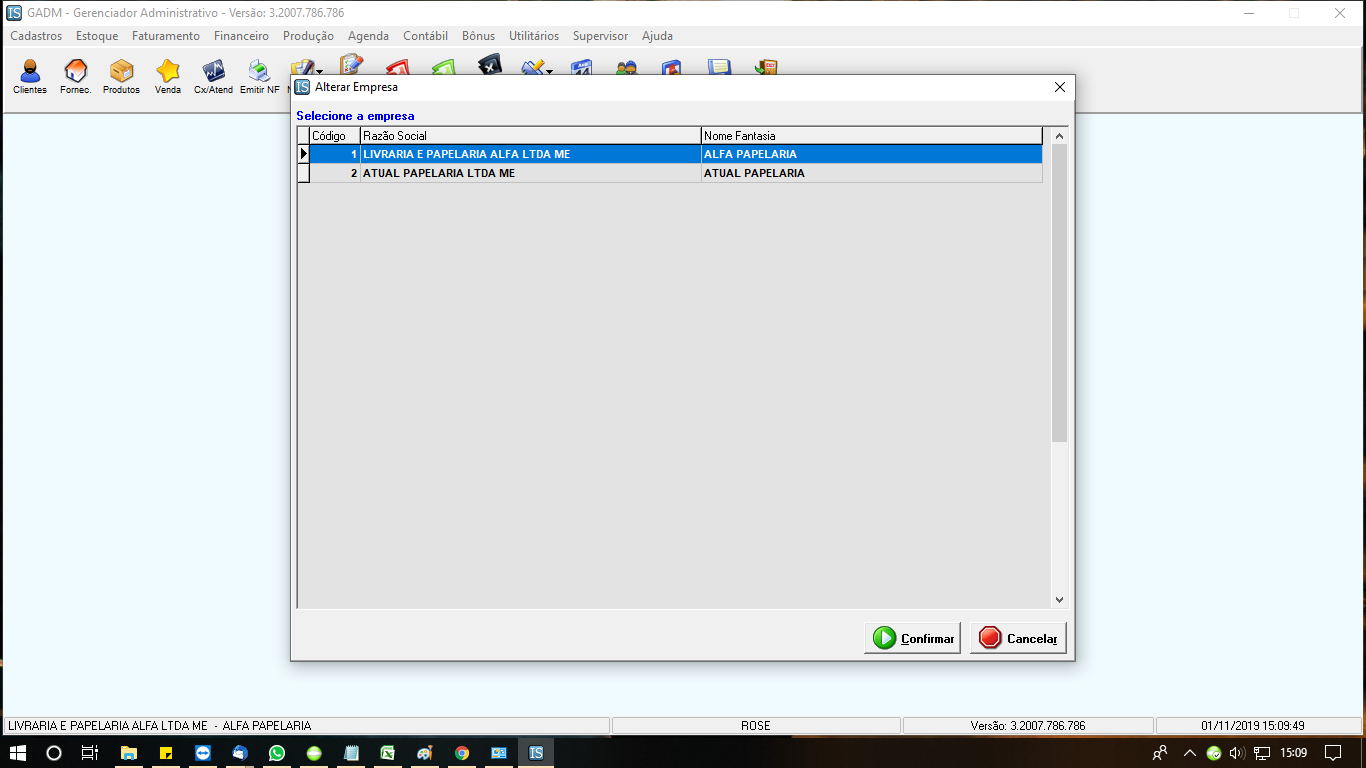 IS GADM - Gerenciador Administrativo - Versão: 3.2007.786.786
Cadastros Estoque Faturamento Financeiro Produção Agenda Contábil Bônus Utilitários Supervisor Ajuda
Clientes Fornec. Produtos Venda Cx/Atend Emitir NF
IS Alterar Empresa
Selecione a empresa
Código Razão Social Nome Fantasia
1 LIVRARIA E PAPELARIA ALFA LTDA ME ALFA PAPELARIA
2 ATUAL PAPELARIA LTDA ME ATUAL PAPELARIA
Confirmar Cancelar
LIVRARIA E PAPELARIA ALFA LTDA ME - ALFA PAPELARIA ROSE Versão: 3.2007.786.786 01/11/2019 15:09:49
IS 15:09